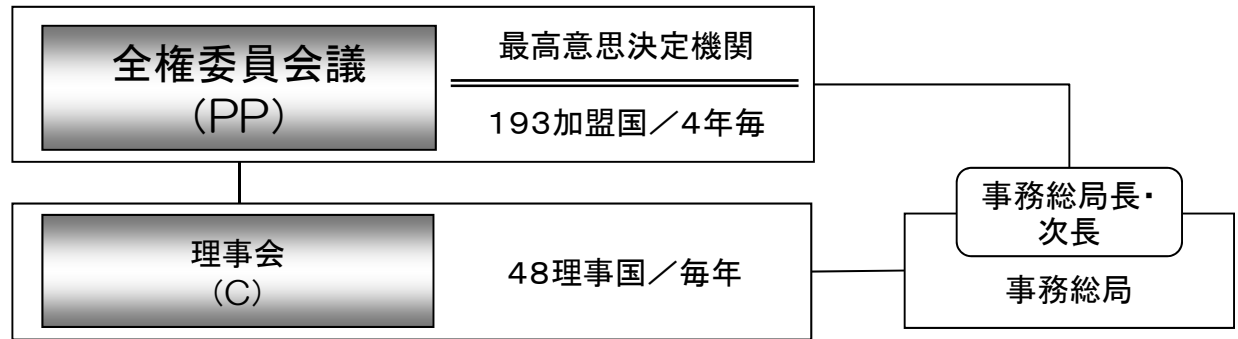 全権委員会議
(PP)
最高意思決定機関
193加盟国/4年毎
理事会
(C)
48理事国/毎年
事務総局長・
次長
事務総局